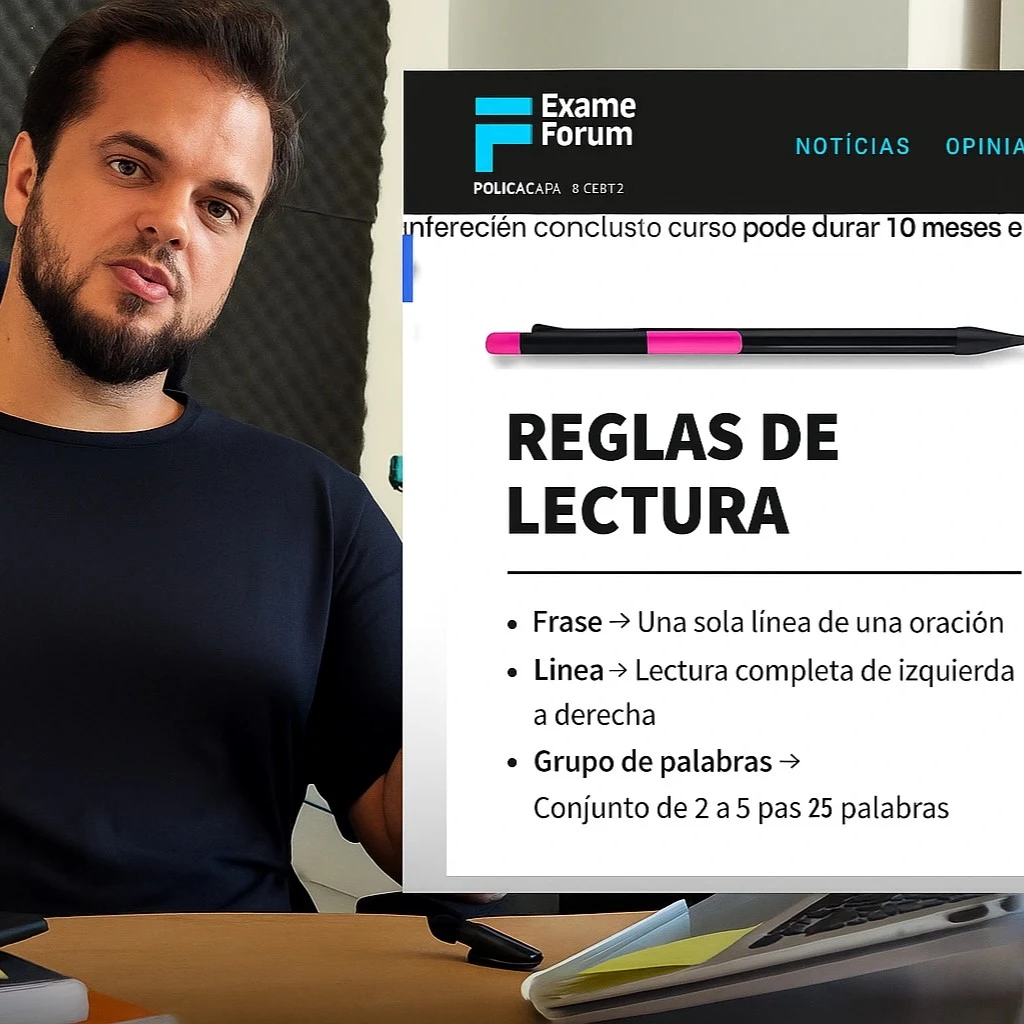 Exame
Forum
POLICACAPA 8 CEBT2
NOTÍCIAS OPINIA
conclusto curso pode durar 10 meses e
REGLAS DE
LECTURA
• Frase → Una sola línea de una oración
• Linea → Lectura completa de izquierda
a derecha
• Grupo de palabras →
Conjunto de 2 a 5 pas 25 palabras